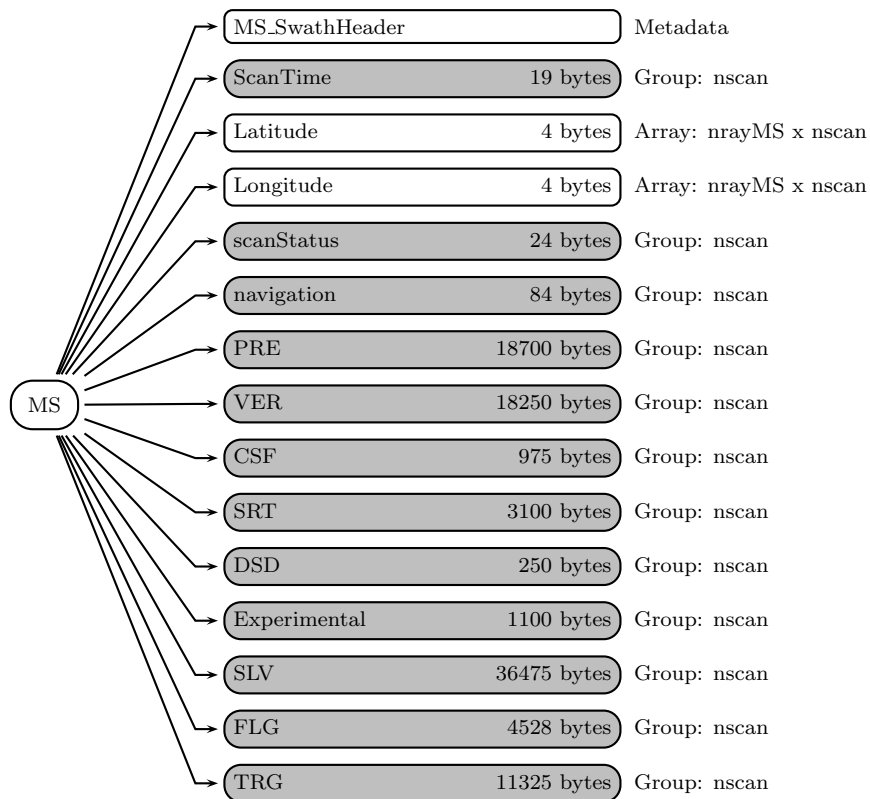 MS_SwathHeader Metadata
ScanTime 19 bytes Group: nscan
Latitude 4 bytes Array: nrayMS x nscan
Longitude 4 bytes Array: nrayMS x nscan
scanStatus 24 bytes Group: nscan
navigation 84 bytes Group: nscan
PRE 18700 bytes Group: nscan
MS VER 18250 bytes Group: nscan
CSF 975 bytes Group: nscan
SRT 3100 bytes Group: nscan
DSD 250 bytes Group: nscan
Experimental 1100 bytes Group: nscan
SLV 36475 bytes Group: nscan
FLG 4528 bytes Group: nscan
TRG 11325 bytes Group: nscan